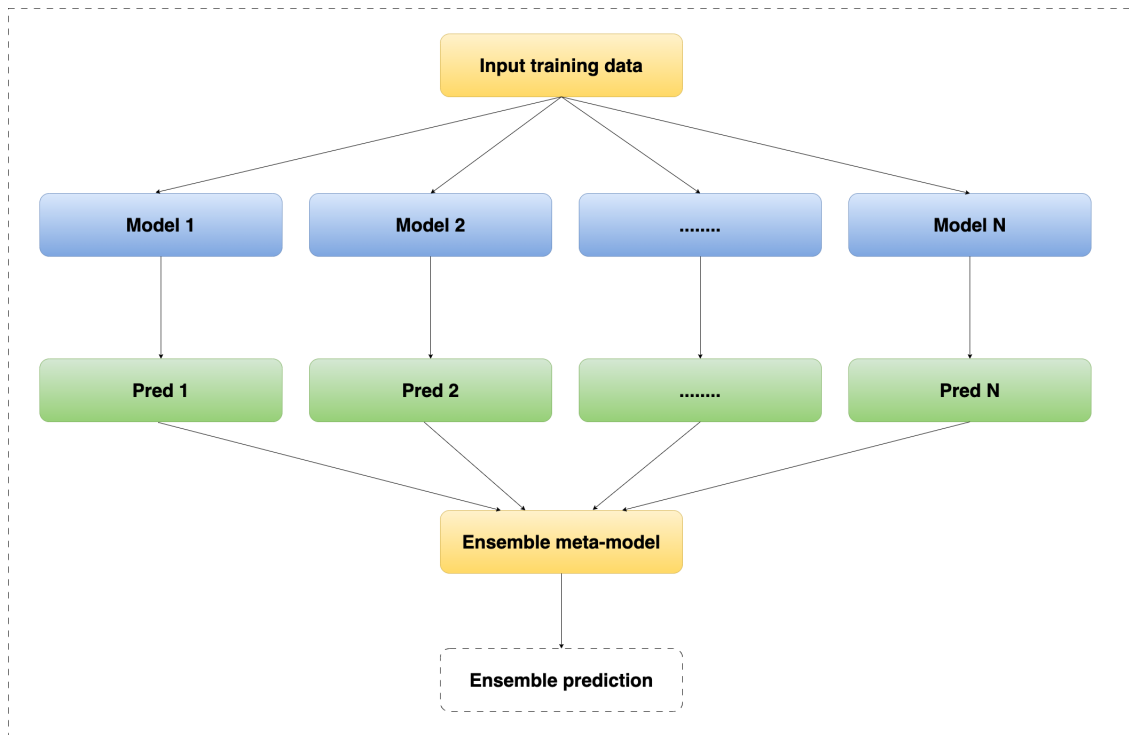 Input training data
Model 1
Model 2
........
Model N
Pred 1
Pred 2
........
Pred N
Ensemble meta-model
Ensemble prediction